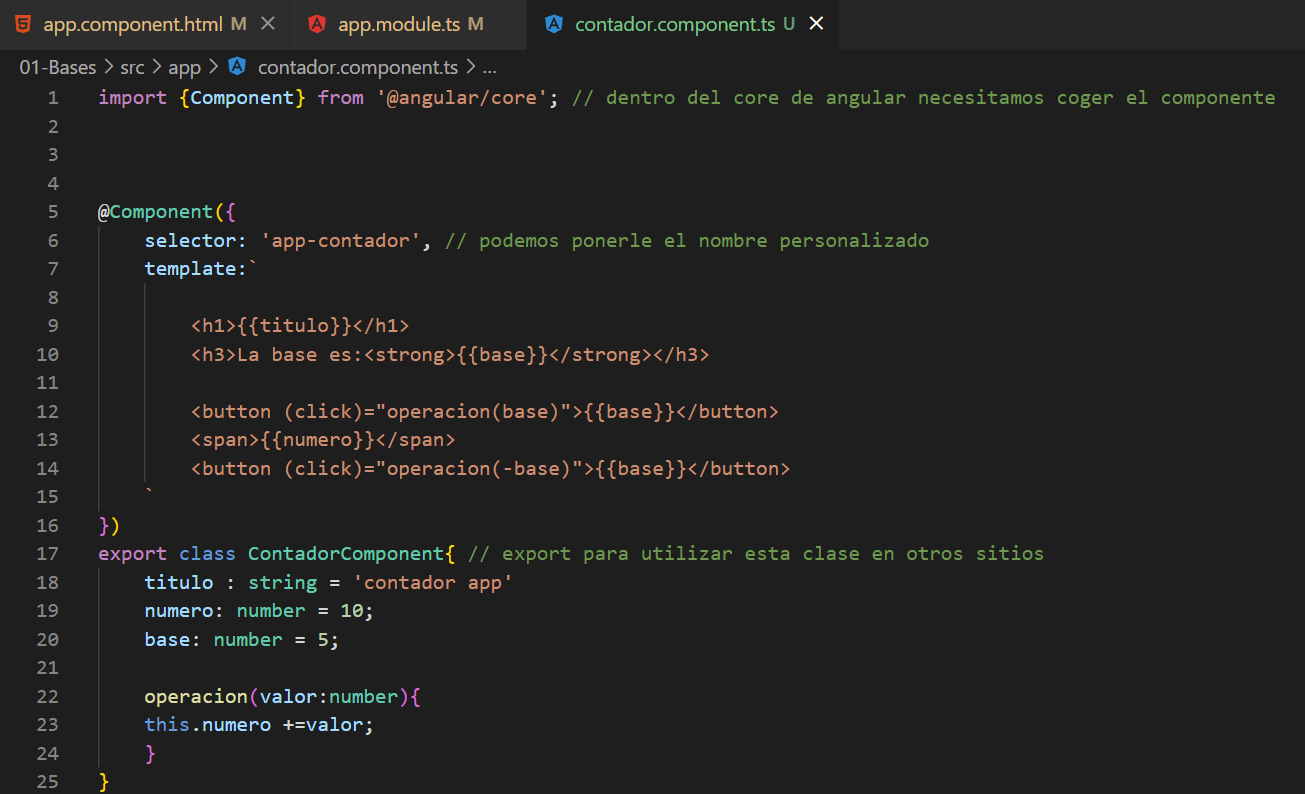 app.component.html M
app.module.ts M
contador.component.ts U
01-Bases > src > app > contador.component.ts > ...
1 import {Component} from '@angular/core'; // dentro del core de angular necesitamos coger el componente
2
3
4
5 @Component({
6 selector: 'app-contador', // podemos ponerle el nombre personalizado
7 template:`
8
9 <h1>{{titulo}}</h1>
10 <h3>La base es:<strong>{{base}}</strong></h3>
11
12 <button (click)="operacion(base)">{{base}}</button>
13 <span>{{numero}}</span>
14 <button (click)="operacion(-base)">{{base}}</button>
15 `
16 })
17 export class ContadorComponent{ // export para utilizar esta clase en otros sitios
18 titulo : string = 'contador app'
19 numero: number = 10;
20 base: number = 5;
21
22 operacion(valor:number){
23 this.numero +=valor;
24 }
25 }